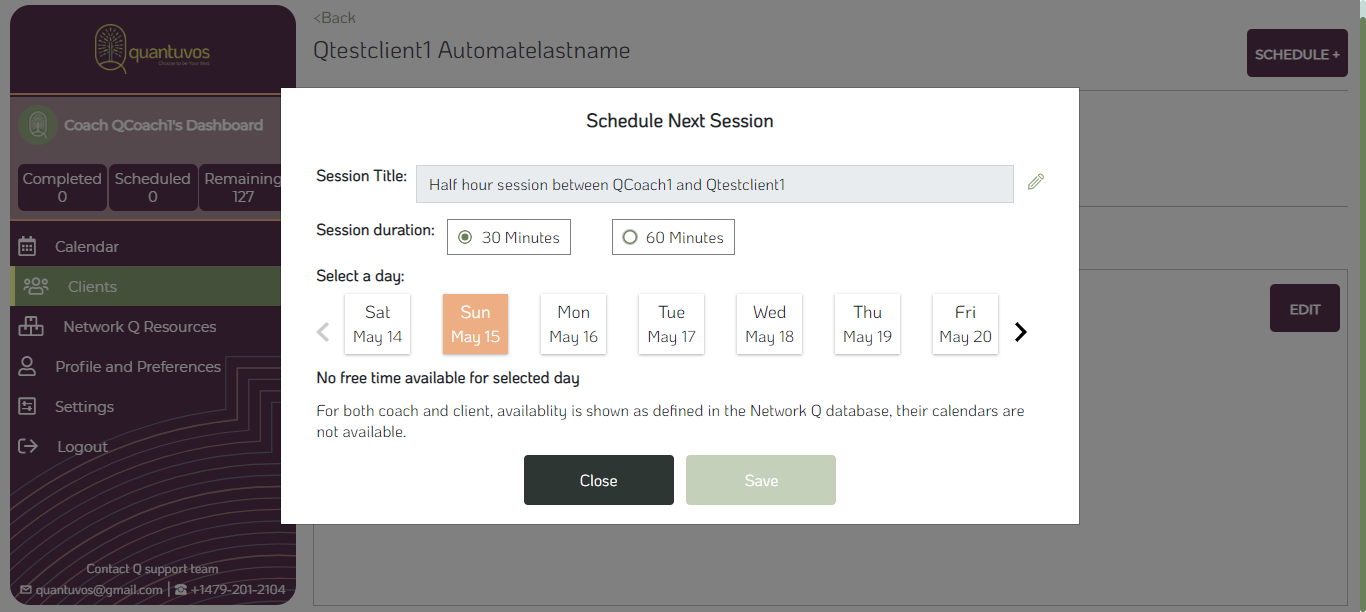 quantuvos
Choose to be Your Best
Coach QCoach1's Dashboard
Completed
0
Scheduled
0
Remaining
127
Calendar
Clients
Network Q Resources
Profile and Preferences
Settings
Logout
Contact Q support team
quantuvos@gmail.com | +1479-201-2104
<Back
Qtestclient1 Automatelastname
SCHEDULE +
EDIT
Schedule Next Session
Session Title: Half hour session between QCoach1 and Qtestclient1
Session duration: 30 Minutes 60 Minutes
Select a day:
Sat Sun Mon Tue Wed Thu Fri
May 14 May 15 May 16 May 17 May 18 May 19 May 20
No free time available for selected day
For both coach and client, availablity is shown as defined in the Network Q database, their calendars are
not available.
Close Save